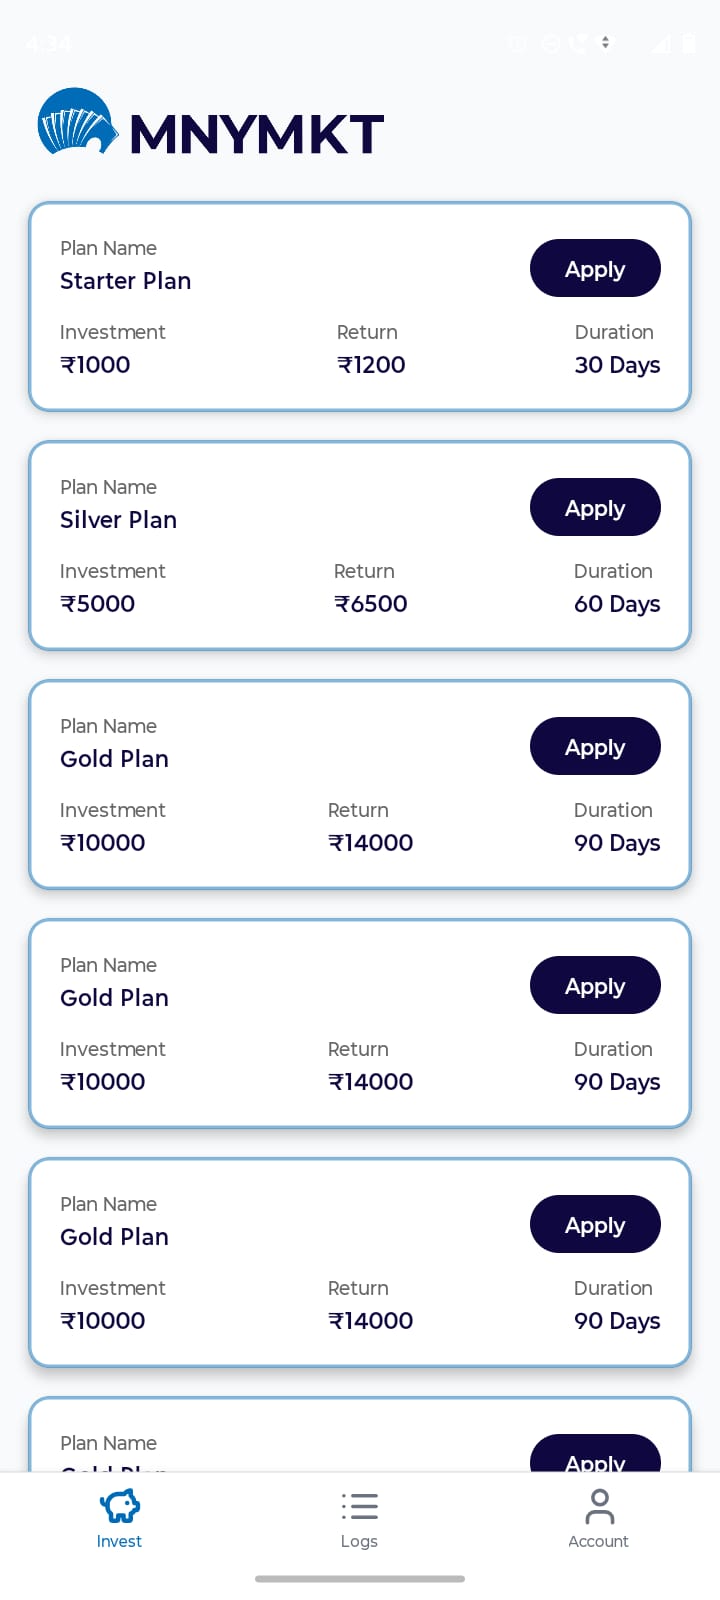 4:34
MNYMKT
Plan Name
Starter Plan
Apply
Investment Return Duration
₹1000 ₹1200 30 Days
Plan Name
Silver Plan
Apply
Investment Return Duration
₹5000 ₹6500 60 Days
Plan Name
Gold Plan
Apply
Investment Return Duration
₹10000 ₹14000 90 Days
Plan Name
Gold Plan
Apply
Investment Return Duration
₹10000 ₹14000 90 Days
Plan Name
Gold Plan
Apply
Investment Return Duration
₹10000 ₹14000 90 Days
Plan Name
Gold Plan
Apply
Invest Logs Account